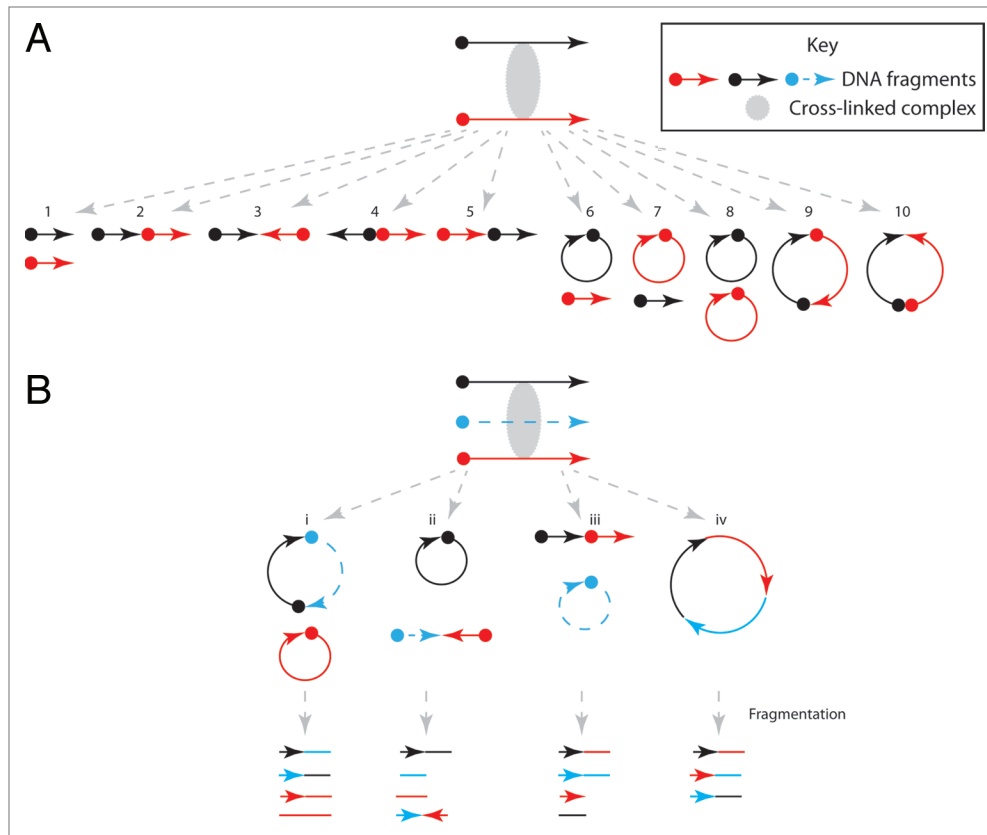 A
Key
DNA fragments
Cross-linked complex
1 2 3 4 5 6 7 8 9 10
B
i ii iii iv
Fragmentation